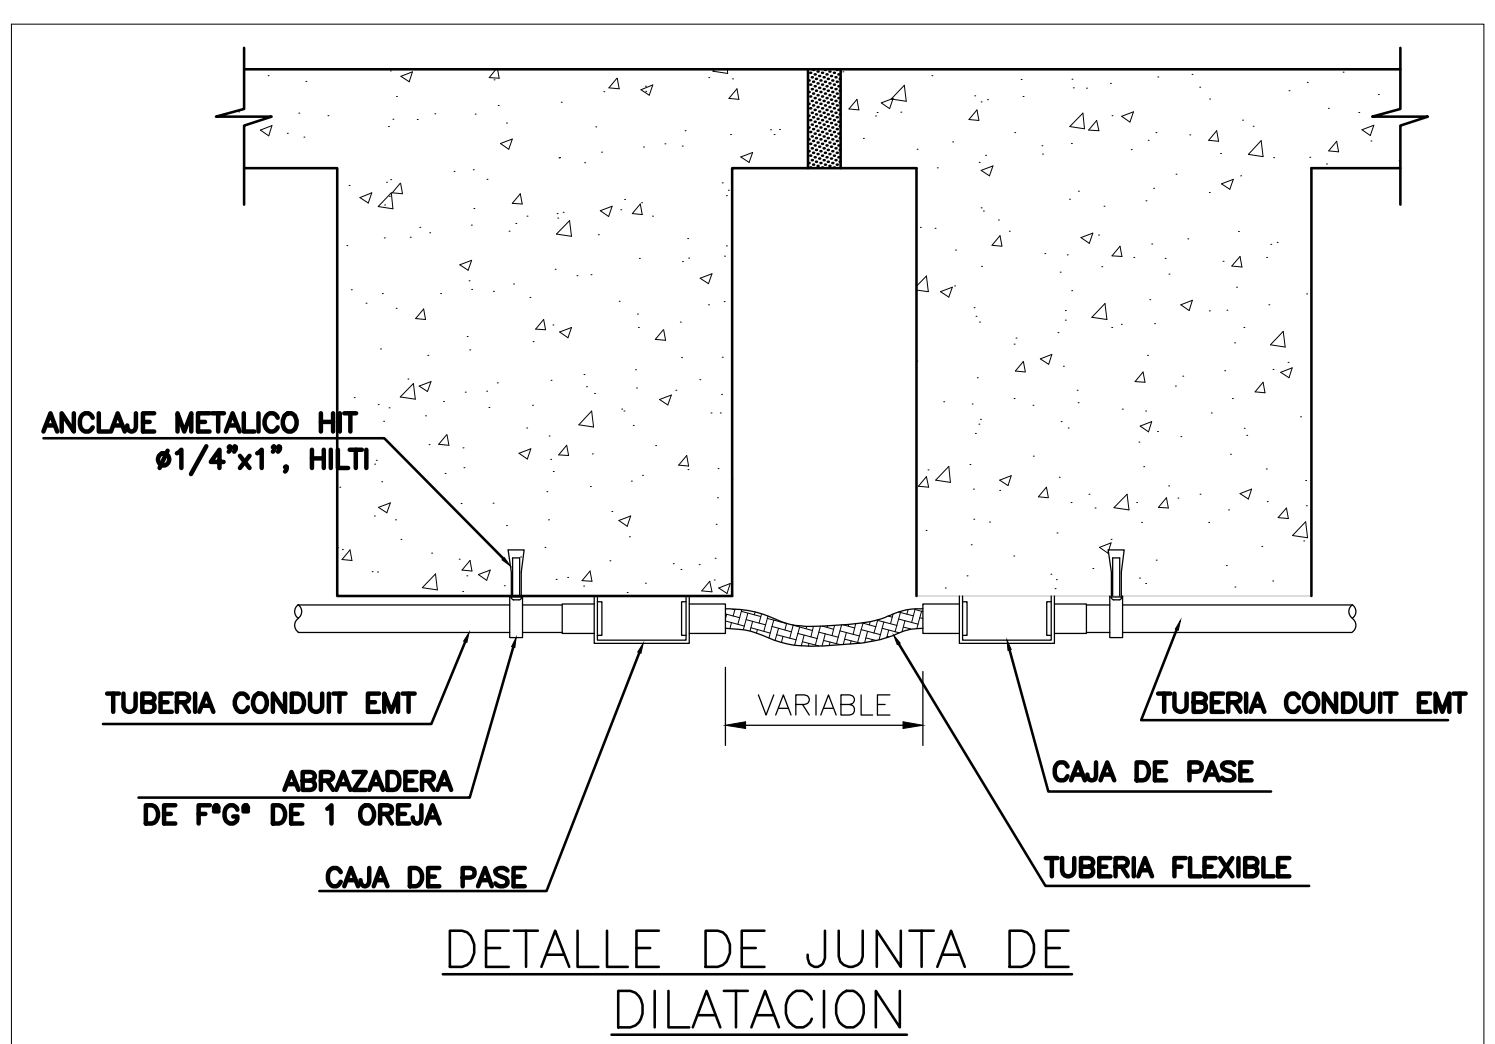 ANCLAJE METALICO HIT
ø1/4"x1", HILTI
TUBERIA CONDUIT EMT
VARIABLE
TUBERIA CONDUIT EMT
ABRAZADERA
DE FºGº DE 1 OREJA
CAJA DE PASE
CAJA DE PASE
TUBERIA FLEXIBLE
DETALLE DE JUNTA DE
DILATACION